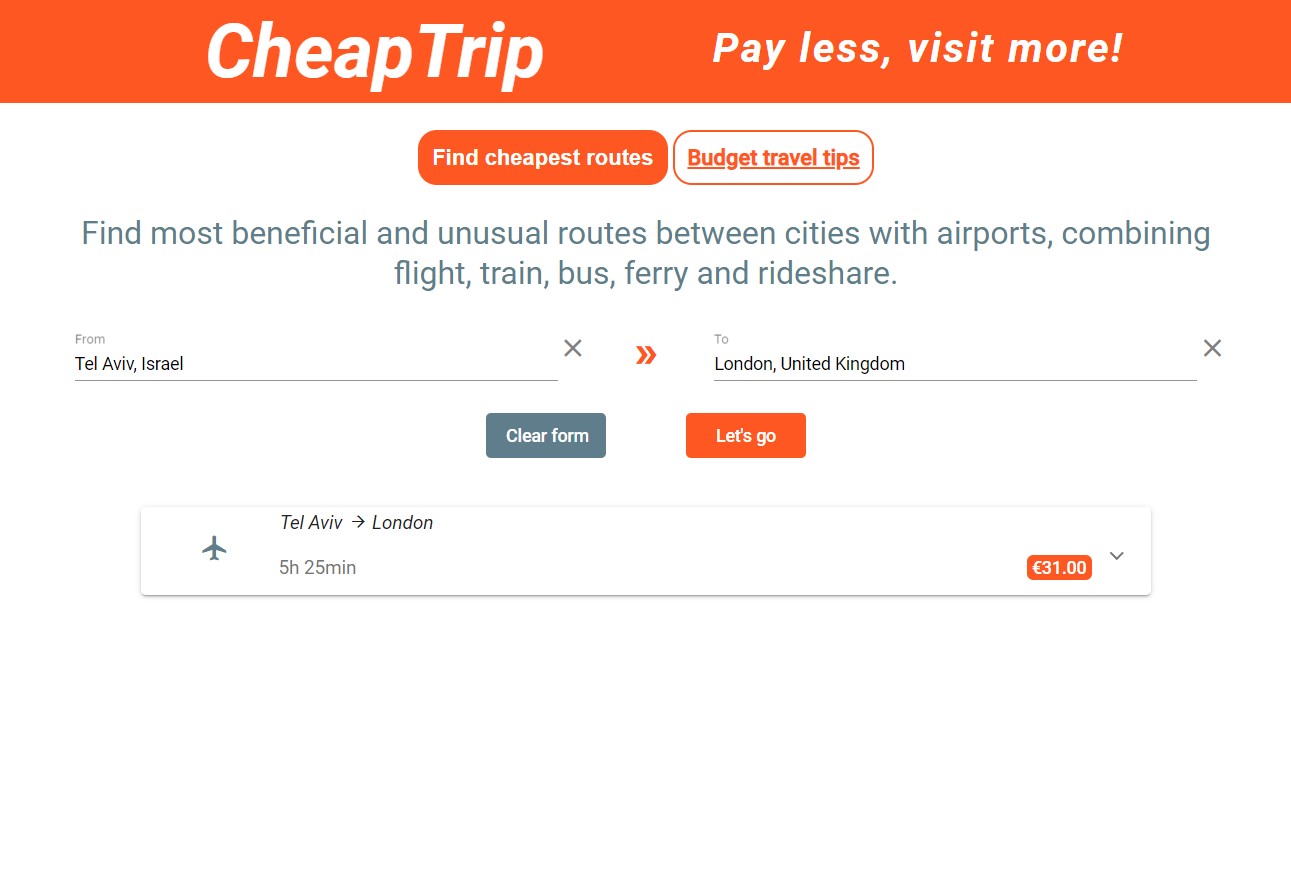 CheapTrip
Pay less, visit more!
Find cheapest routes
Budget travel tips
Find most beneficial and unusual routes between cities with airports, combining
flight, train, bus, ferry and rideshare.
From
Tel Aviv, Israel
To
London, United Kingdom
Clear form
Let's go
Tel Aviv → London
5h 25min
€31.00